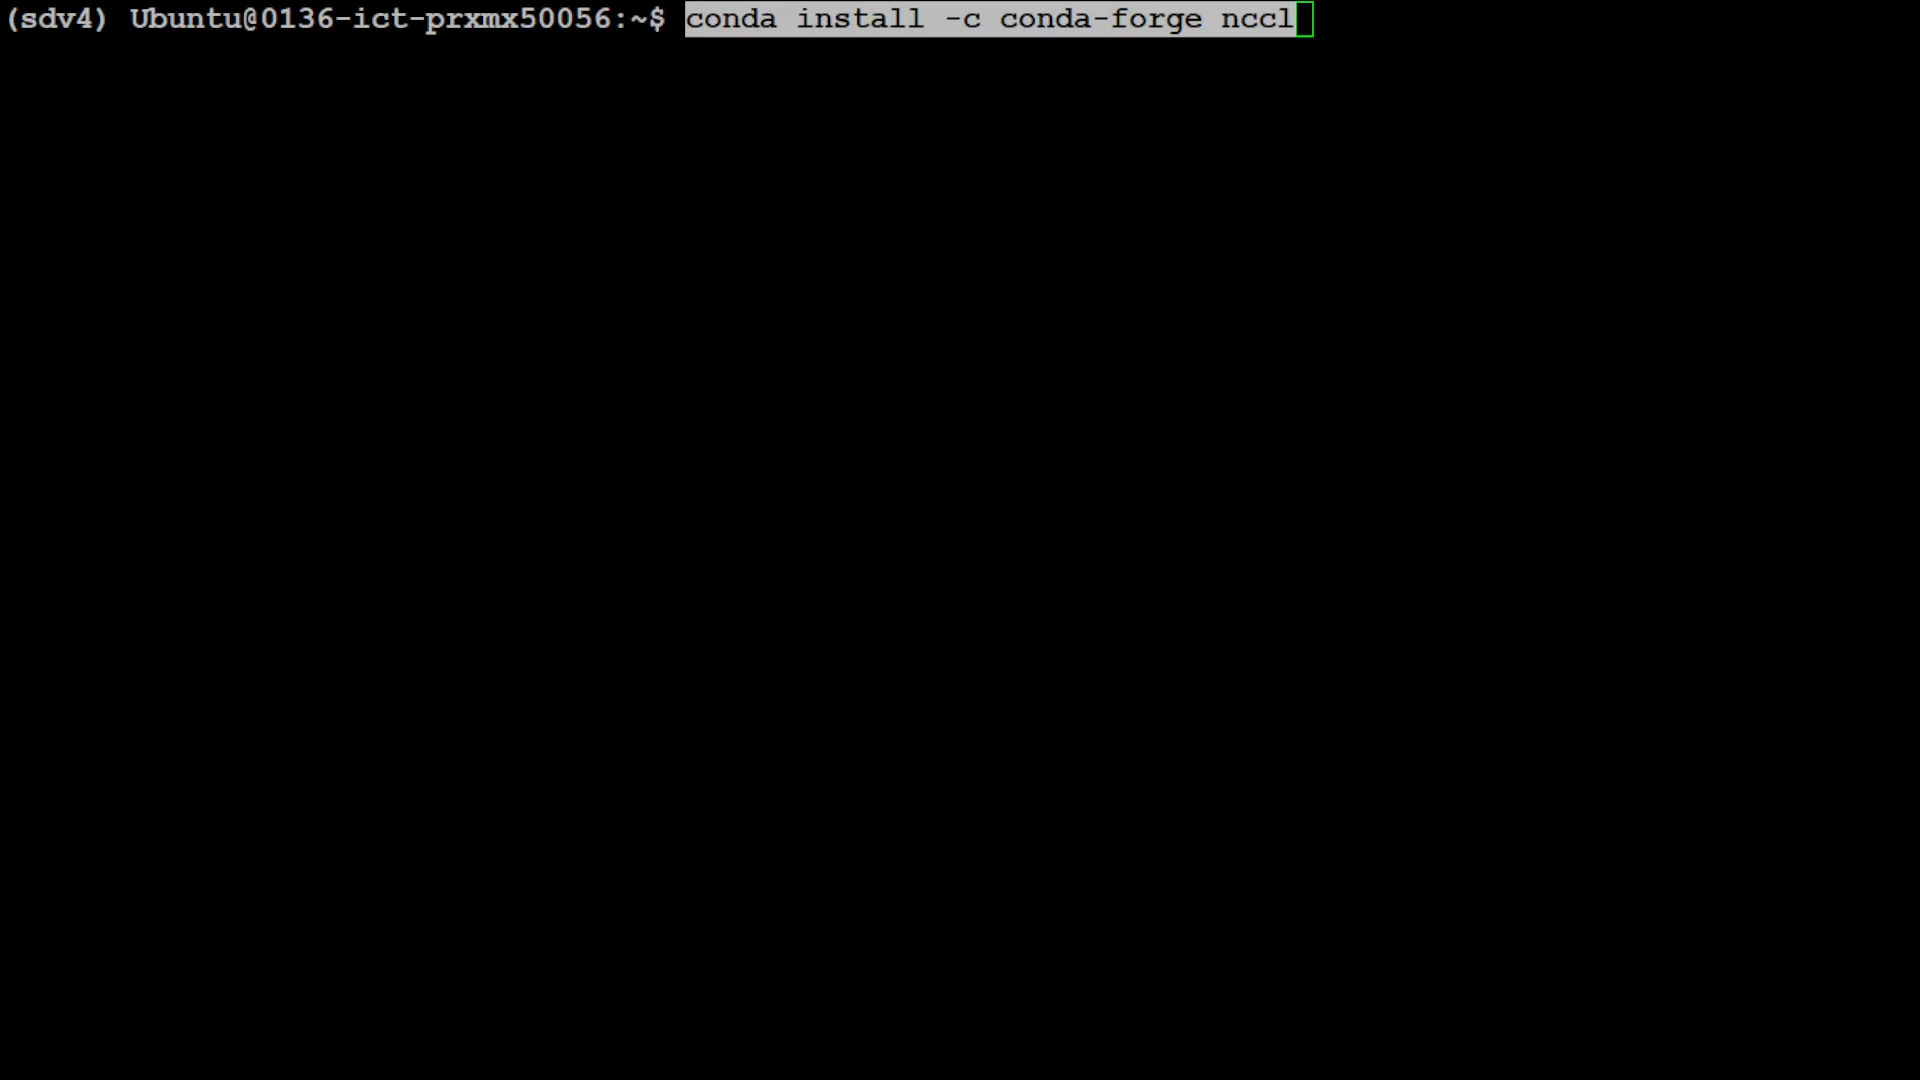 (sdv4) Ubuntu@0136-ict-prxmx50056:~$ conda install -c conda-forge nccl